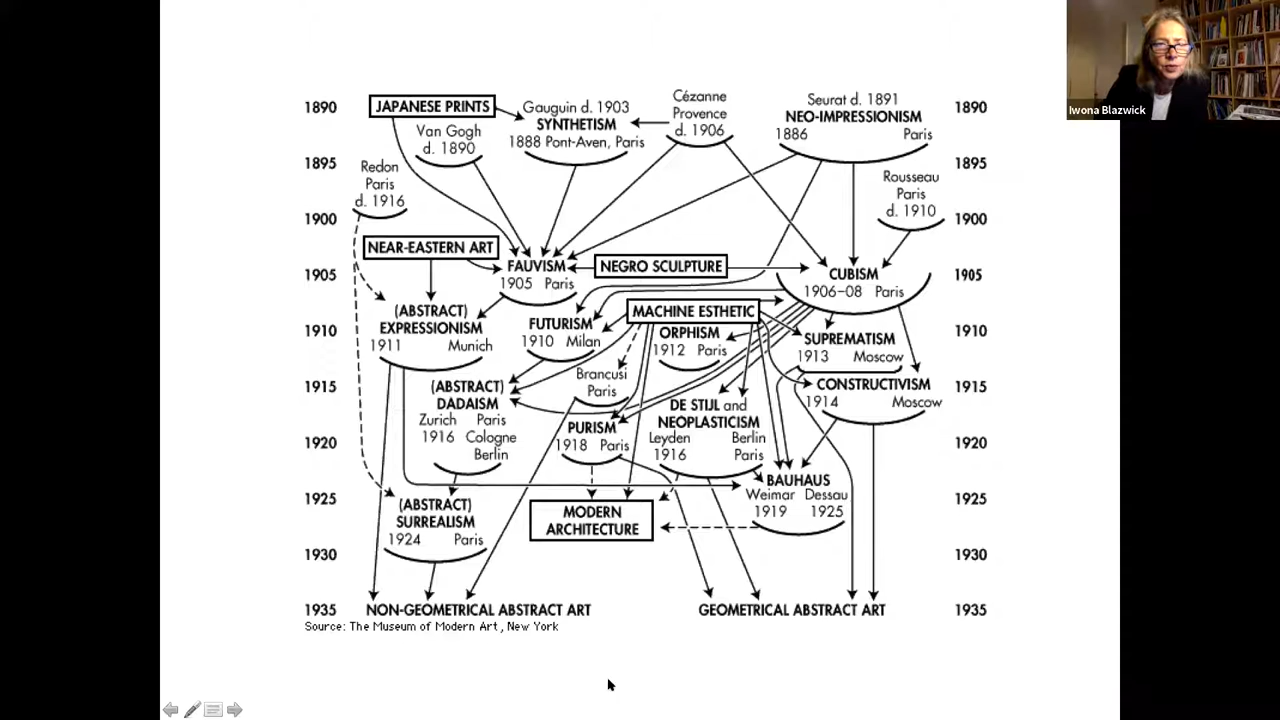 Iwona Blazwick
1890
JAPANESE PRINTS
Gauguin d. 1903
SYNTHETISM
1888 Pont-Aven, Paris
Cézanne
Provence
d. 1906
Seurat d. 1891
NEO-IMPRESSIONISM
1886 Paris
1890
Van Gogh
d. 1890
1895
1895
Redon
Paris
d. 1916
Rousseau
Paris
d. 1910
1900
1900
NEAR-EASTERN ART
FAUVISM
1905 Paris
NEGRO SCULPTURE
CUBISM
1906–08 Paris
1905
1905
(ABSTRACT)
EXPRESSIONISM
1911 Munich
FUTURISM
1910 Milan
MACHINE ESTHETIC
ORPHISM
1912 Paris
SUPREMATISM
1913 Moscow
1910
1910
Brancusi
Paris
CONSTRUCTIVISM
1914 Moscow
1915
1915
(ABSTRACT)
DADAISM
Zurich Paris
1916 Cologne
Berlin
PURISM
1918 Paris
DE STIJL and
NEOPLASTICISM
Leyden Berlin
1916 Paris
1920
1920
BAUHAUS
Weimar Dessau
1919 1925
1925
1925
(ABSTRACT)
SURREALISM
1924 Paris
MODERN
ARCHITECTURE
1930
1930
1935
NON-GEOMETRICAL ABSTRACT ART
GEOMETRICAL ABSTRACT ART
1935
Source: The Museum of Modern Art, New York